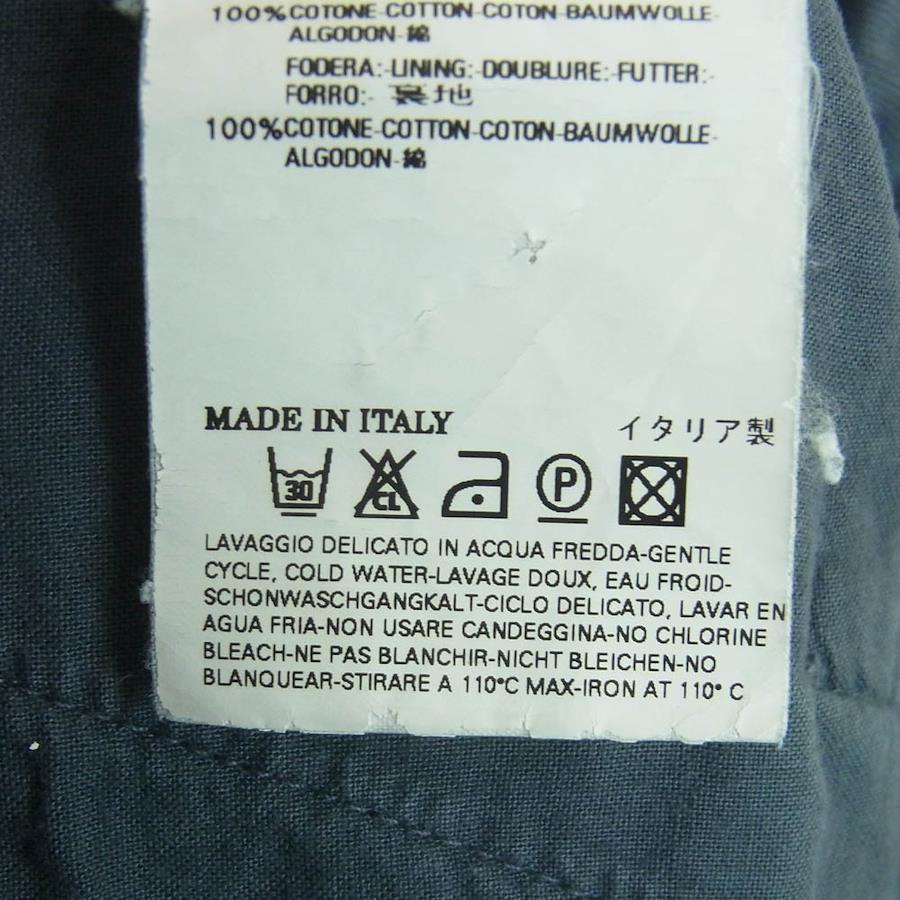 100%COTONE-COTTON-COTON-BAUMWOLLE-
ALGODON-綿
FODERA:-LINING:-DOUBLURE:-FUTTER:-
FORRO:- 裏地
100%COTONE-COTTON-COTON-BAUMWOLLE-
ALGODON-綿
MADE IN ITALY イタリア製
30 CL P
LAVAGGIO DELICATO IN ACQUA FREDDA-GENTLE
CYCLE, COLD WATER-LAVAGE DOUX, EAU FROID-
SCHONWASCHGANGKALT-CICLO DELICATO, LAVAR EN
AGUA FRIA-NON USARE CANDEGGINA-NO CHLORINE
BLEACH-NE PAS BLANCHIR-NICHT BLEICHEN-NO
BLANQUEAR-STIRARE A 110°C MAX-IRON AT 110° C